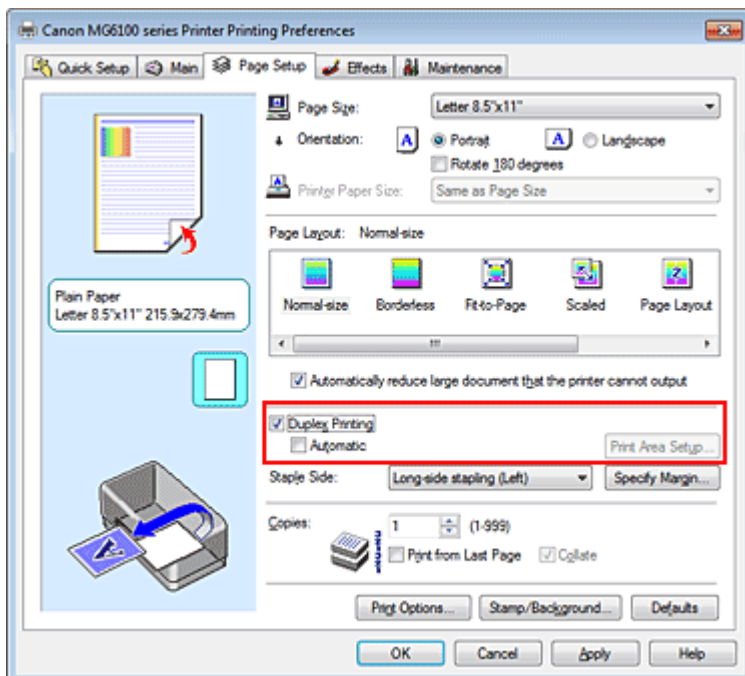 Canon MG6100 series Printer Printing Preferences
Quick Setup Main Page Setup Effects Maintenance
Page Size: Letter 8.5"x11"
Orientation: A Portrait A Landscape
Rotate 180 degrees
Printer Paper Size: Same as Page Size
Page Layout: Normal-size
Normal-size Borderless Fit-to-Page Scaled Page Layout
Plain Paper
Letter 8.5"x11" 215.9x279.4mm
Automatically reduce large document that the printer cannot output
Duplex Printing
Automatic Print Area Setup...
Staple Side: Long-side stapling (Left) Specify Margin...
Copies: 1 (1-999)
Print from Last Page Collate
Print Options... Stamp/Background... Defaults
OK Cancel Apply Help